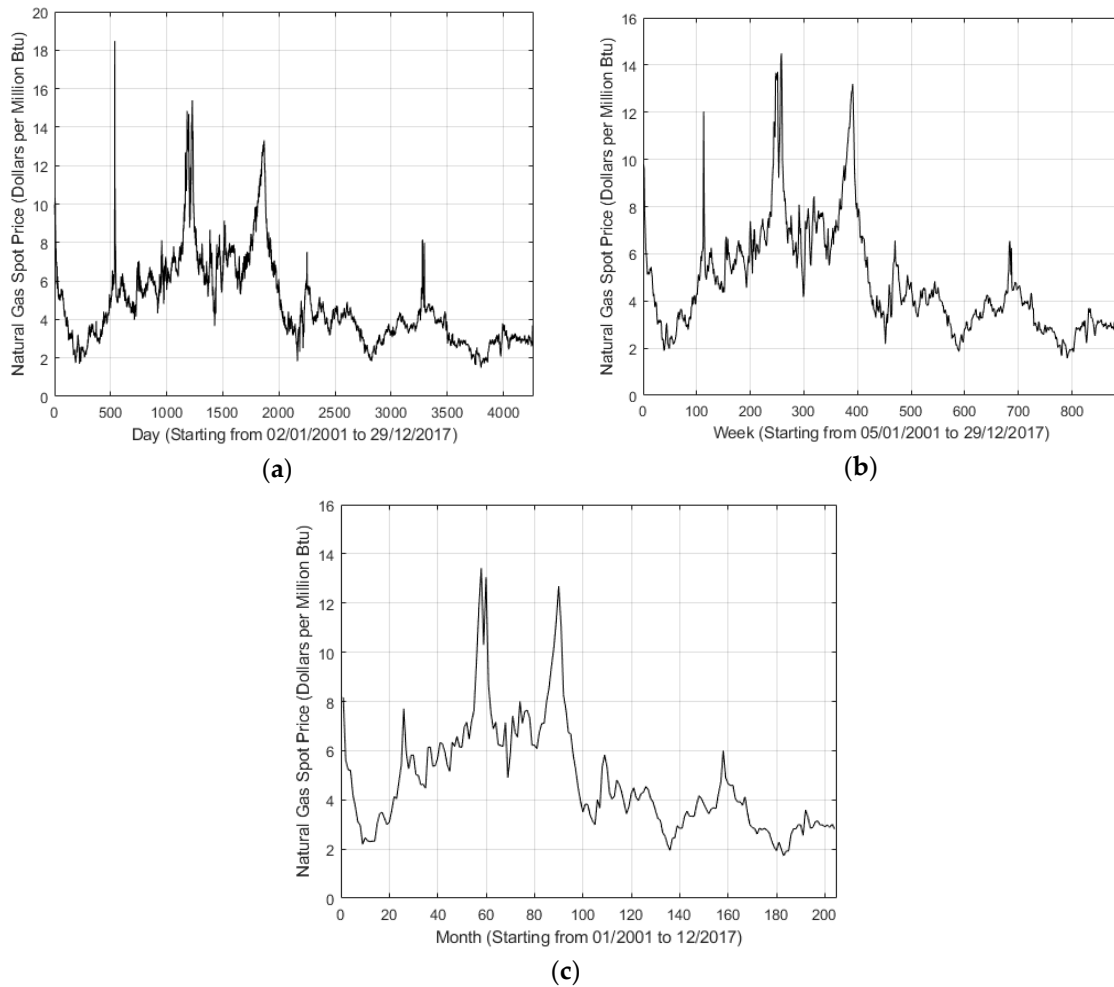 Natural Gas Spot Price (Dollars per Million Btu)
20
18
16
14
12
10
8
6
4
2
0
0 500 1000 1500 2000 2500 3000 3500 4000
Day (Starting from 02/01/2001 to 29/12/2017)
(a)
Natural Gas Spot Price (Dollars per Million Btu)
16
14
12
10
8
6
4
2
0
0 100 200 300 400 500 600 700 800
Week (Starting from 05/01/2001 to 29/12/2017)
(b)
Natural Gas Spot Price (Dollars per Million Btu)
16
14
12
10
8
6
4
2
0
0 20 40 60 80 100 120 140 160 180 200
Month (Starting from 01/2001 to 12/2017)
(c)